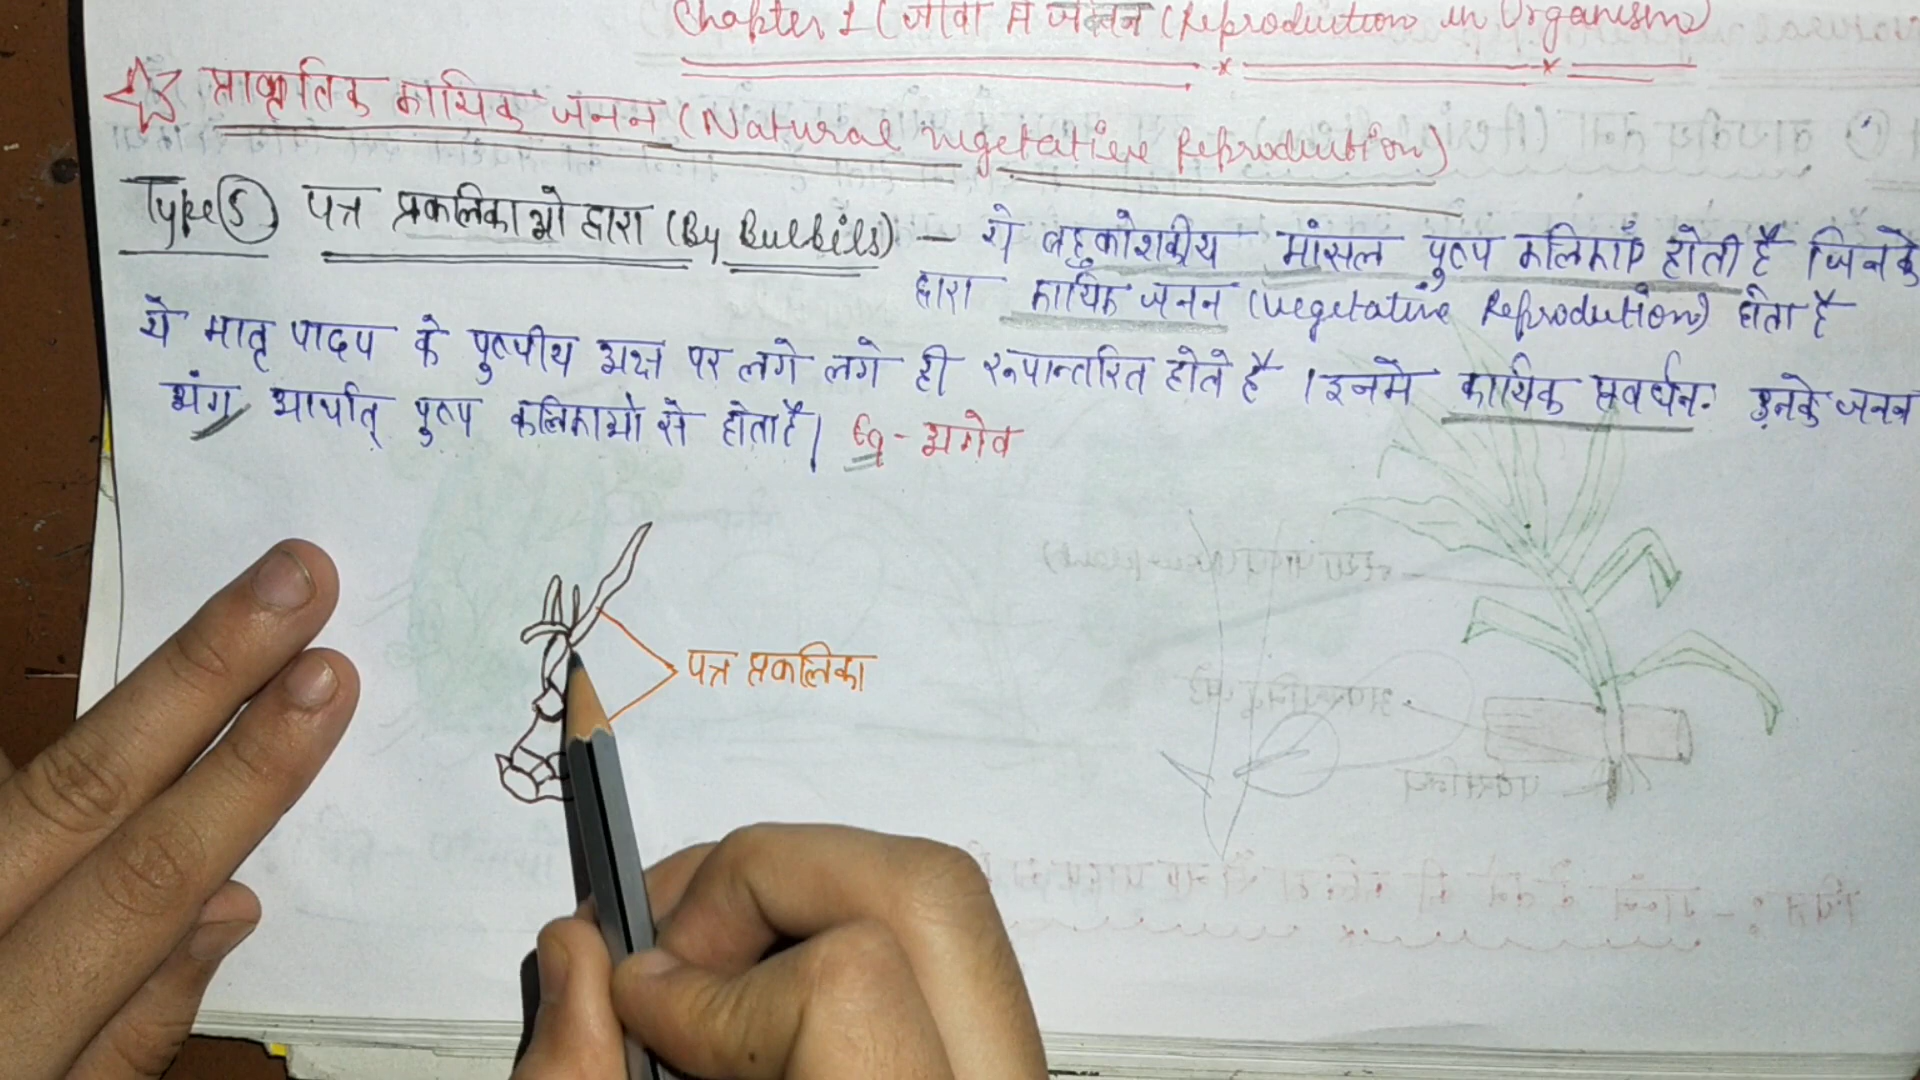 Chapter 1 (जीवो मे जनन (Reproduction in Organism)
प्राकृतिक कायिक जनन (Natural Vegetative Reproduction)
Type (5) पत्र प्रकलिकाओ द्वारा (By Bulbils) - ये बहुकोशकीय मांसल पुष्प कलिकाए होती है जिनके
द्वारा कायिक जनन (Vegetative Reproduction) होता है
ये मातृ पादप के पुष्पीय अक्ष पर लगे लगे ही रूपान्तरित होते है । इनमे कायिक प्रवर्धन उनके जनन
अंग अर्थात् पुष्प कलिकाओ से होता है। Eg - अगेव
पत्र प्रकलिका